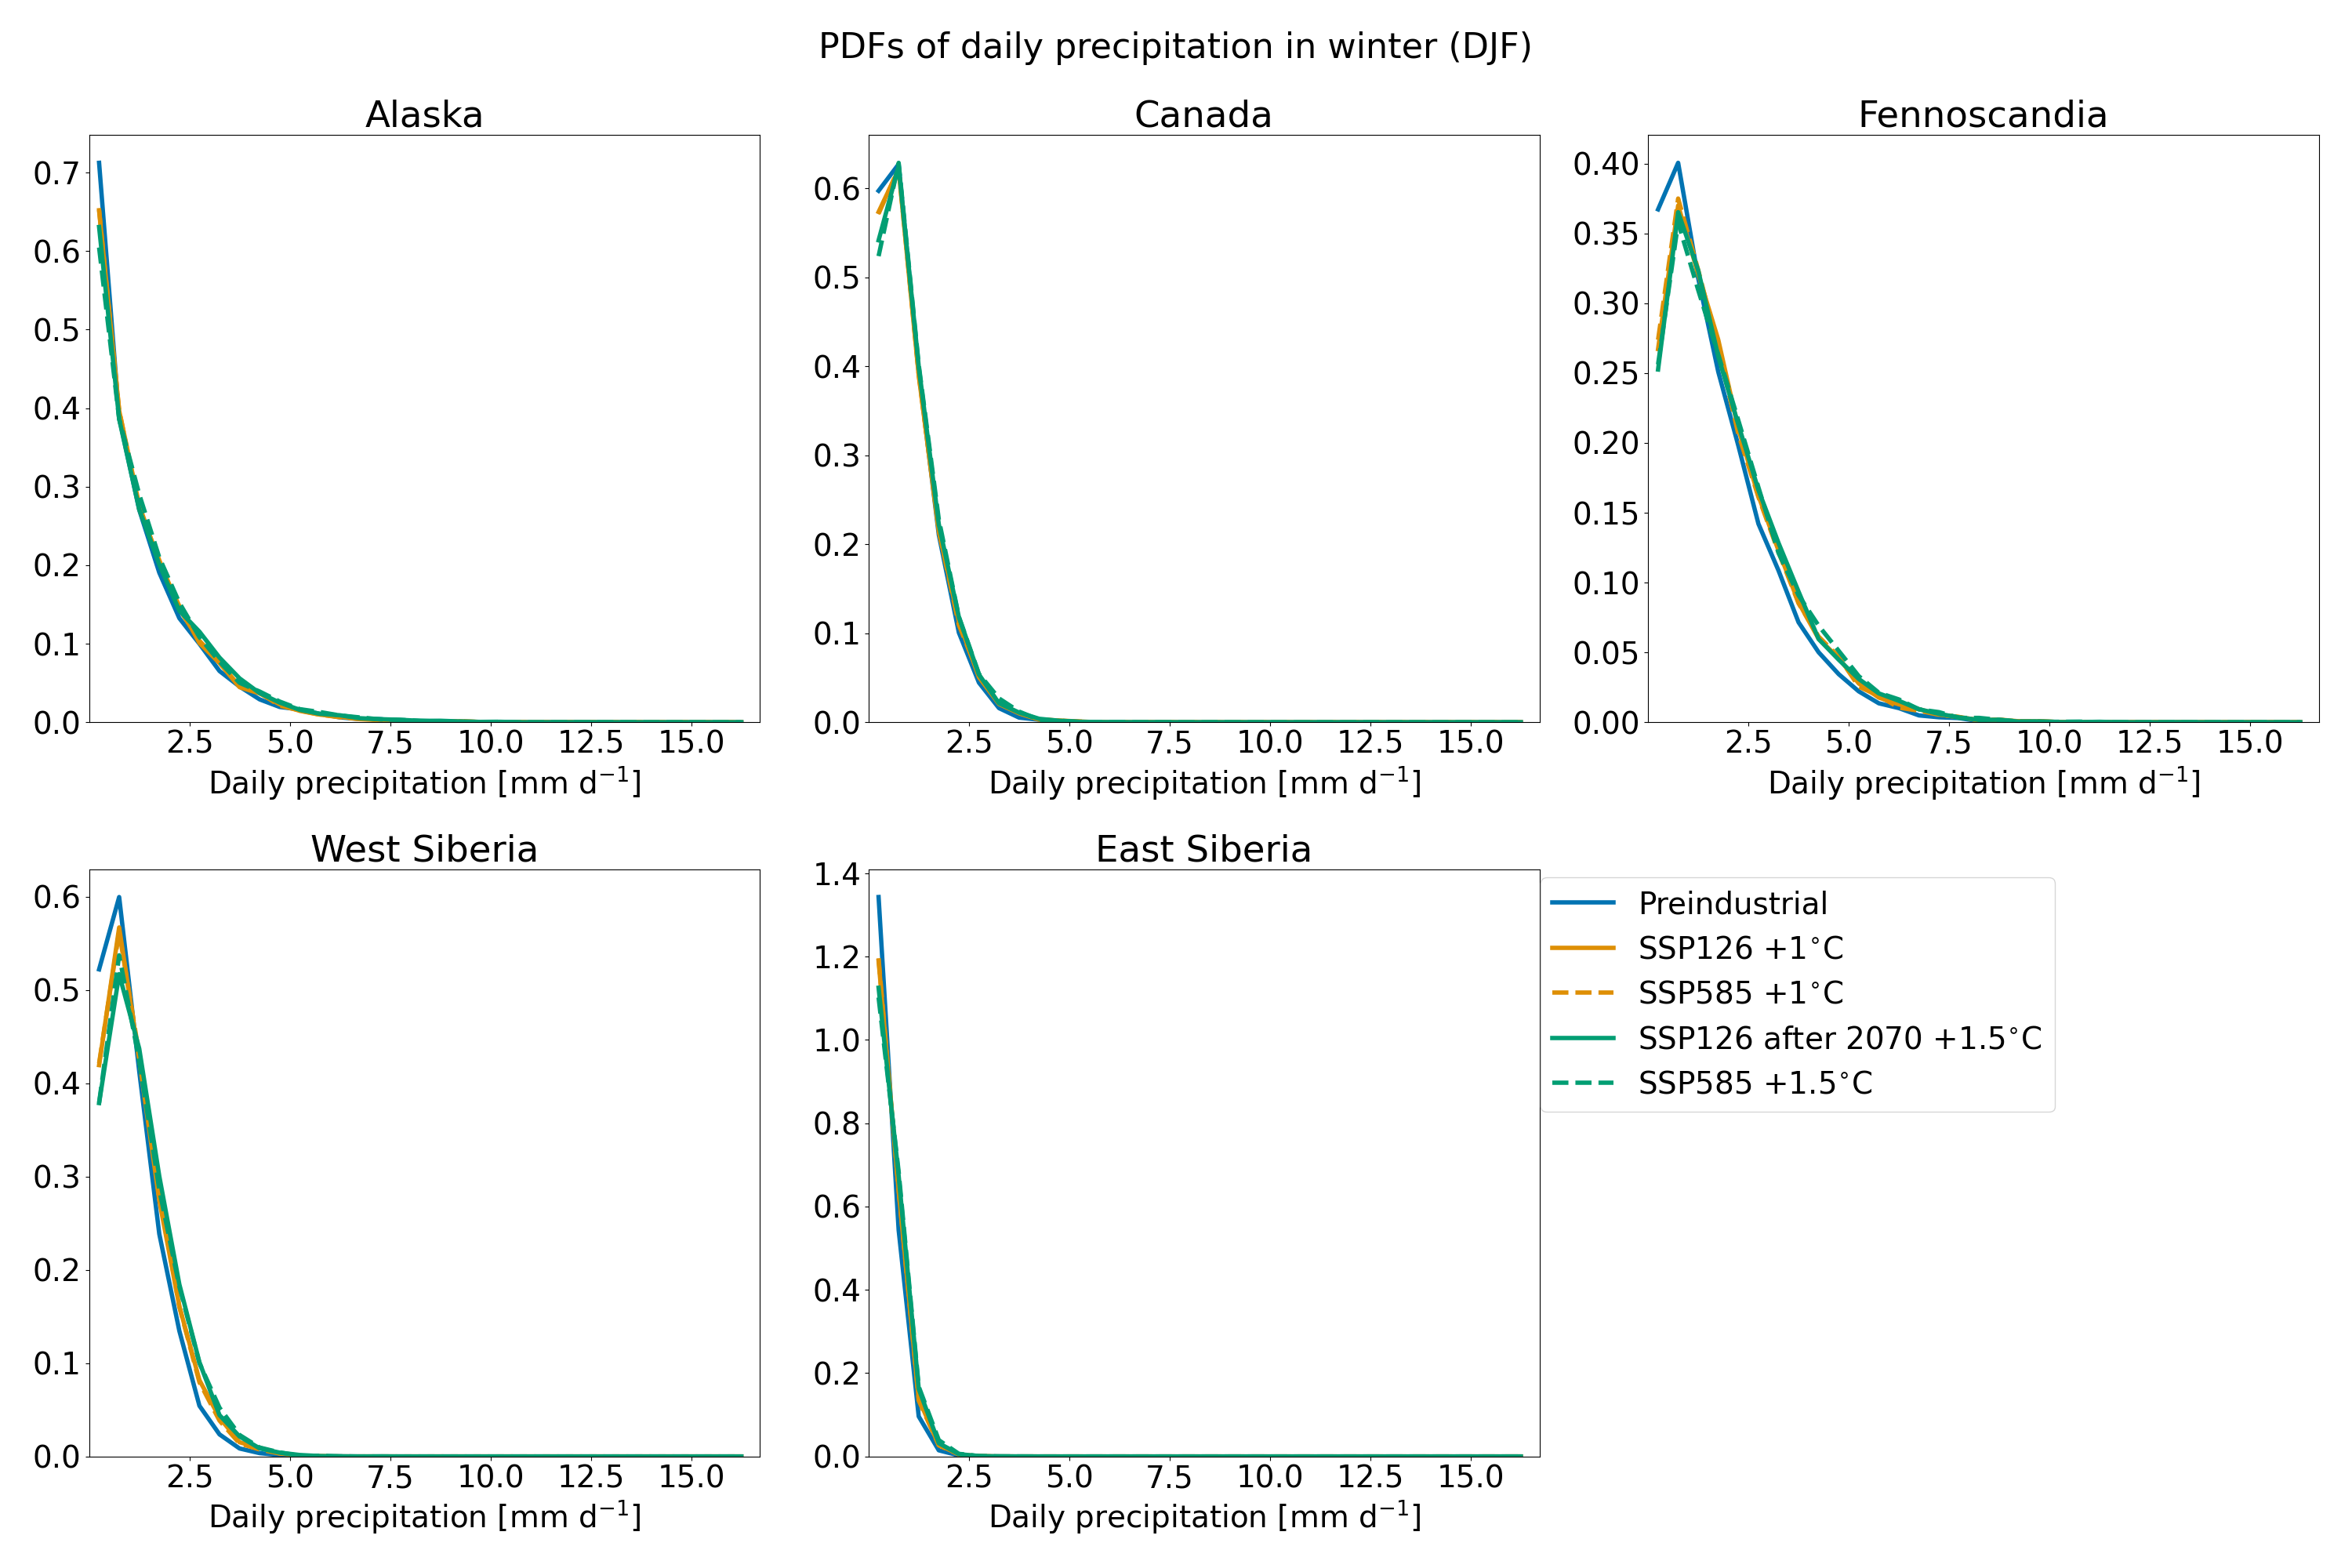 PDFs of daily precipitation in winter (DJF)
Alaska
0.7
0.6
0.5
0.4
0.3
0.2
0.1
0.0
2.5 5.0 7.5 10.0 12.5 15.0
Daily precipitation [mm d⁻¹]
Canada
0.6
0.5
0.4
0.3
0.2
0.1
0.0
2.5 5.0 7.5 10.0 12.5 15.0
Daily precipitation [mm d⁻¹]
Fennoscandia
0.40
0.35
0.30
0.25
0.20
0.15
0.10
0.05
0.00
2.5 5.0 7.5 10.0 12.5 15.0
Daily precipitation [mm d⁻¹]
West Siberia
0.6
0.5
0.4
0.3
0.2
0.1
0.0
2.5 5.0 7.5 10.0 12.5 15.0
Daily precipitation [mm d⁻¹]
East Siberia
1.4
1.2
1.0
0.8
0.6
0.4
0.2
0.0
2.5 5.0 7.5 10.0 12.5 15.0
Daily precipitation [mm d⁻¹]
Preindustrial
SSP126 +1°C
SSP585 +1°C
SSP126 after 2070 +1.5°C
SSP585 +1.5°C